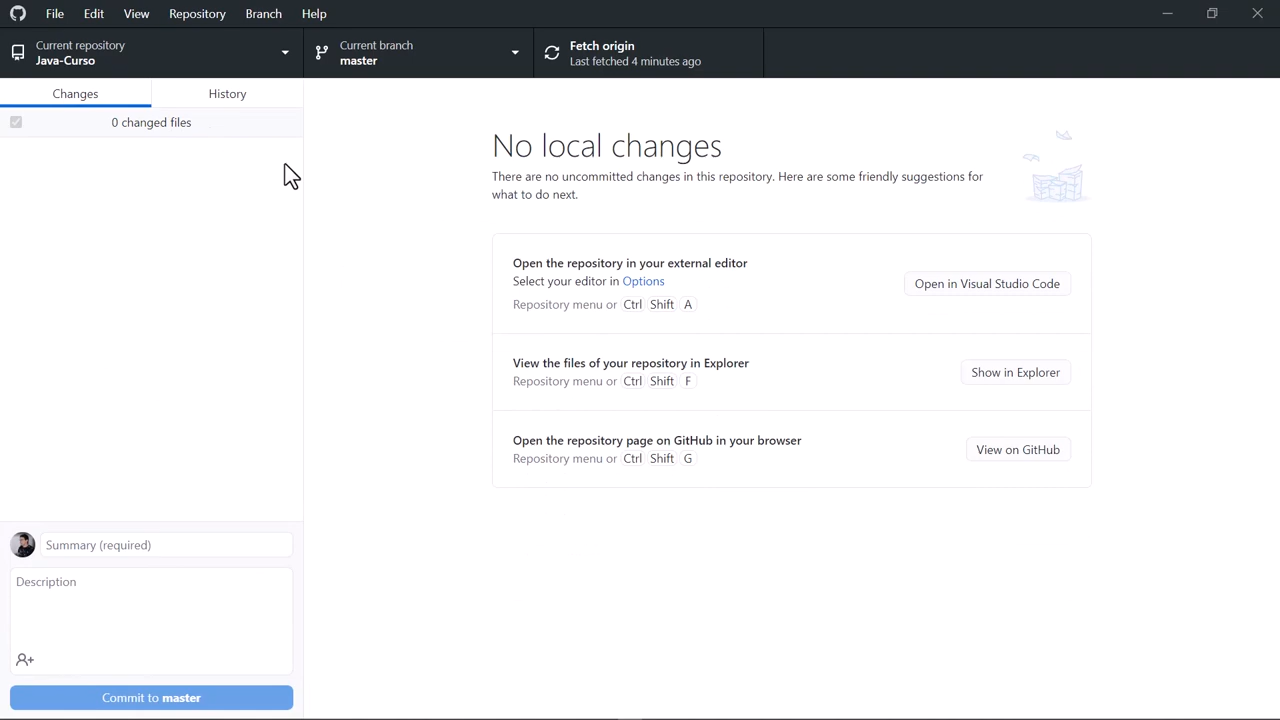 File Edit View Repository Branch Help
Current repository
Java-Curso
Current branch
master
Fetch origin
Last fetched 4 minutes ago
Changes
History
0 changed files
No local changes
There are no uncommitted changes in this repository. Here are some friendly suggestions for
what to do next.
Open the repository in your external editor
Select your editor in Options
Repository menu or Ctrl Shift A
Open in Visual Studio Code
View the files of your repository in Explorer
Repository menu or Ctrl Shift F
Show in Explorer
Open the repository page on GitHub in your browser
Repository menu or Ctrl Shift G
View on GitHub
Summary (required)
Description
Commit to master